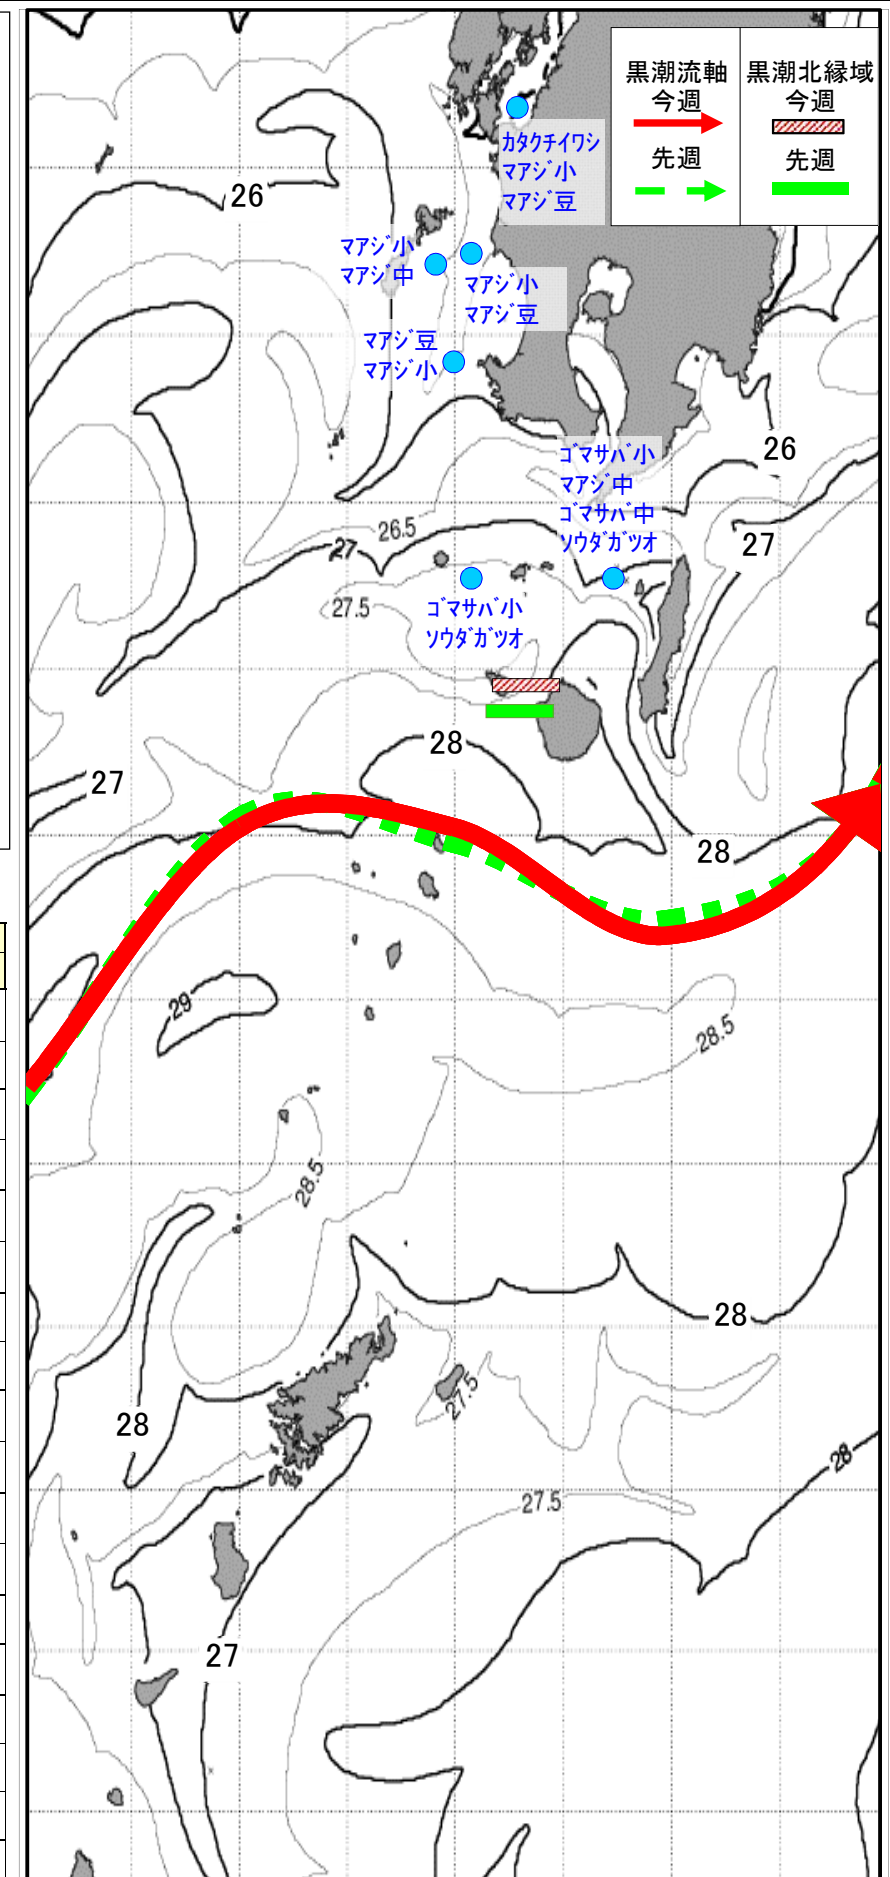 黒潮流軸
今週
先週
黒潮北縁域
今週
先週
ｶﾀｸﾁｲﾜｼ
ﾏｱｼﾞ小
ﾏｱｼﾞ豆
26
ﾏｱｼﾞ小
ﾏｱｼﾞ中
ﾏｱｼﾞ小
ﾏｱｼﾞ豆
ﾏｱｼﾞ豆
ﾏｱｼﾞ小
26
ｺﾞﾏｻﾊﾞ小
ﾏｱｼﾞ中
ｺﾞﾏｻﾊﾞ中
ｿｳﾀﾞｶﾞﾂｵ
26.5
27
27
27.5
ｺﾞﾏｻﾊﾞ小
ｿｳﾀﾞｶﾞﾂｵ
28
27
28
29
28.5
28.5
28
27.5
28
28
27.5
27